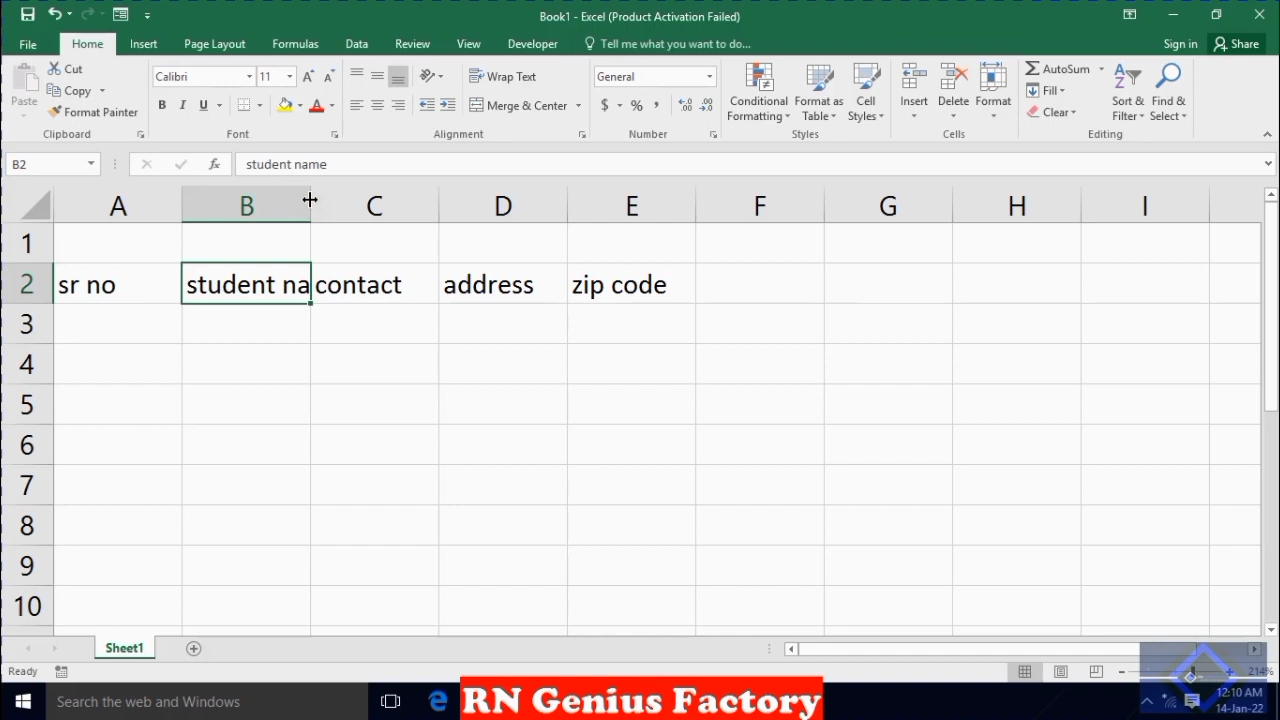 Book1 - Excel (Product Activation Failed)
File Home Insert Page Layout Formulas Data Review View Developer Tell me what you want to do... Sign in Share
Paste
Cut
Copy
Format Painter
Clipboard
Calibri 11
B I U
Font
Wrap Text
Merge & Center
Alignment
General
$ % ,
Number
Conditional Formatting
Format as Table
Cell Styles
Styles
Insert
Delete
Format
Cells
AutoSum
Fill
Clear
Sort & Filter
Find & Select
Editing
B2 fx student name
A B C D E F G H I
1
2 sr no student na contact address zip code
3
4
5
6
7
8
9
10
Sheet1
Ready 214%
Search the web and Windows
RN Genius Factory
12:10 AM
14-Jan-22